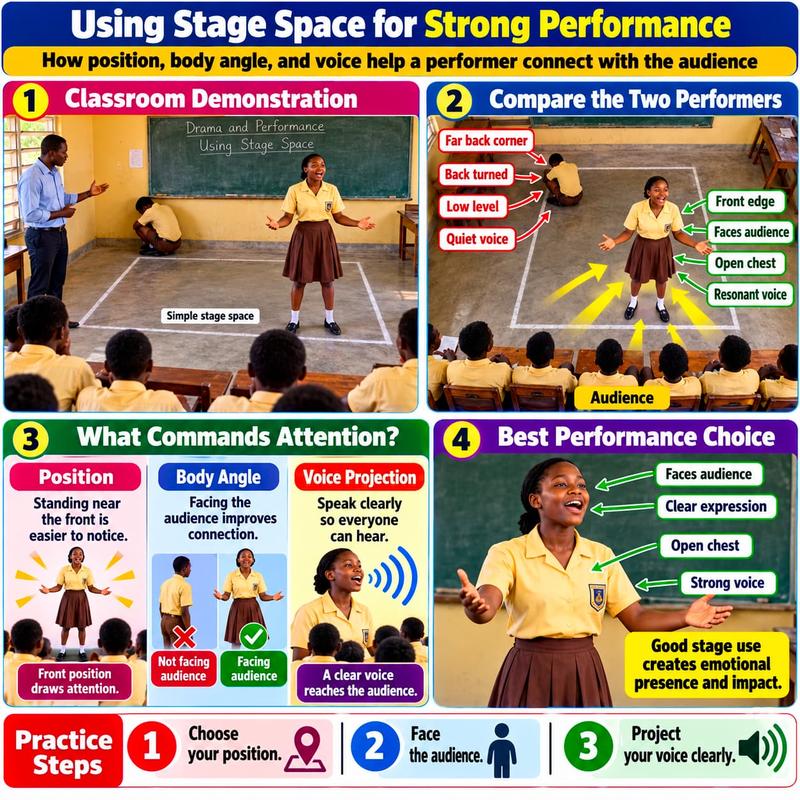 Using Stage Space for Strong Performance
How position, body angle, and voice help a performer connect with the audience
1 Classroom Demonstration
Drama and Performance
Using Stage Space
Simple stage space
2 Compare the Two Performers
Far back corner
Back turned
Low level
Quiet voice
Front edge
Faces audience
Open chest
Resonant voice
Audience
3 What Commands Attention?
Position
Standing near
the front is
easier to notice.
Front position
draws attention.
Body Angle
Facing the
audience improves
connection.
Not facing
audience
Facing
audience
Voice Projection
Speak clearly
so everyone
can hear.
A clear voice
reaches the audience.
4 Best Performance Choice
Faces audience
Clear expression
Open chest
Strong voice
Good stage use
creates emotional
presence and impact.
Practice
Steps
1 Choose
your position.
2 Face
the audience.
3 Project
your voice clearly.